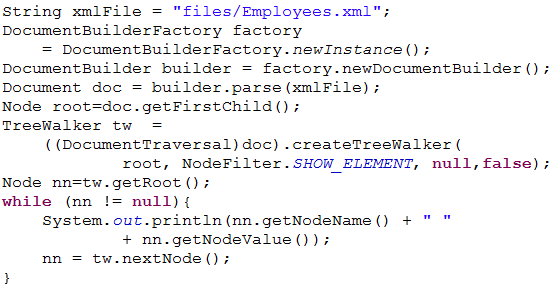 String xmlFile = "files/Employees.xml";
DocumentBuilderFactory factory
    = DocumentBuilderFactory.newInstance();
DocumentBuilder builder = factory.newDocumentBuilder();
Document doc = builder.parse(xmlFile);
Node root=doc.getFirstChild();
TreeWalker tw  =
    ((DocumentTraversal)doc).createTreeWalker(
            root, NodeFilter.SHOW_ELEMENT, null,false);
Node nn=tw.getRoot();
while (nn != null){
    System.out.println(nn.getNodeName() + " "
            + nn.getNodeValue());
    nn = tw.nextNode();
}